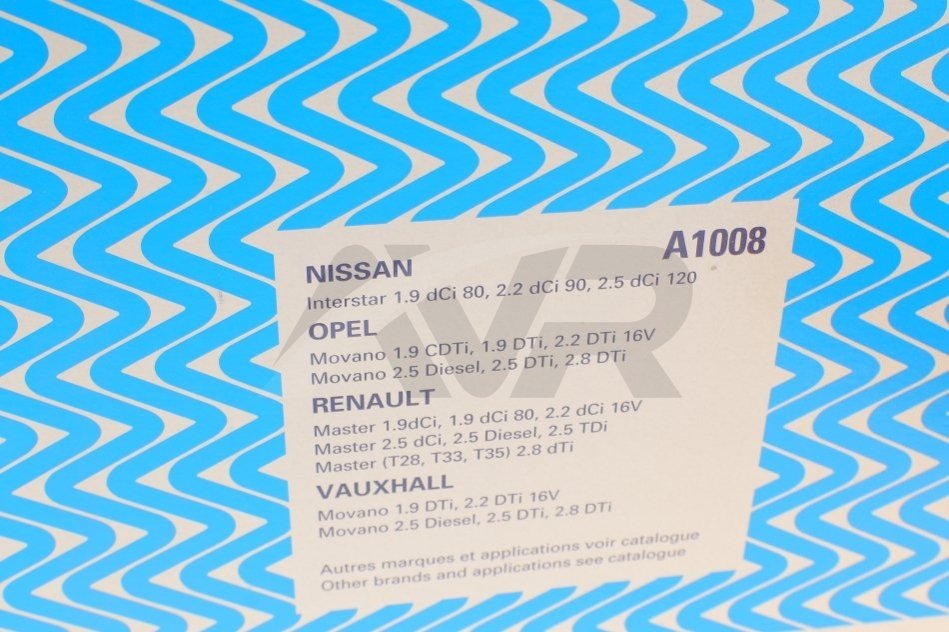 A1008
NISSAN
Interstar 1.9 dCi 80, 2.2 dCi 90, 2.5 dCi 120
OPEL
Movano 1.9 CDTi, 1.9 DTi, 2.2 DTi 16V
Movano 2.5 Diesel, 2.5 DTi, 2.8 DTi
RENAULT
Master 1.9dCi, 1.9 dCi 80, 2.2 dCi 16V
Master 2.5 dCi, 2.5 Diesel, 2.5 TDi
Master (T28, T33, T35) 2.8 dTi
VAUXHALL
Movano 1.9 DTi, 2.2 DTi 16V
Movano 2.5 Diesel, 2.5 DTi, 2.8 DTi
Autres marques et applications voir catalogue
Other brands and applications see catalogue